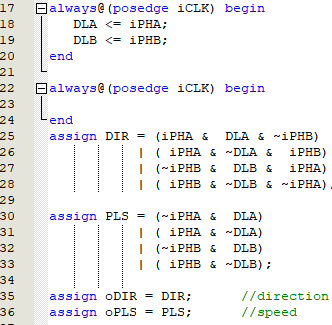 17 always@(posedge iCLK) begin
18 DLA <= iPHA;
19 DLB <= iPHB;
20 end
21
22 always@(posedge iCLK) begin
23
24 end
25 assign DIR = (iPHA & DLA & ~iPHB)
26 | ( iPHA & ~DLA & iPHB)
27 | (~iPHB & DLB & iPHA)
28 | ( iPHB & ~DLB & ~iPHA),
29
30 assign PLS = (~iPHA & DLA)
31 | ( iPHA & ~DLA)
32 | (~iPHB & DLB)
33 | ( iPHB & ~DLB);
34
35 assign oDIR = DIR; //direction
36 assign oPLS = PLS; //speed